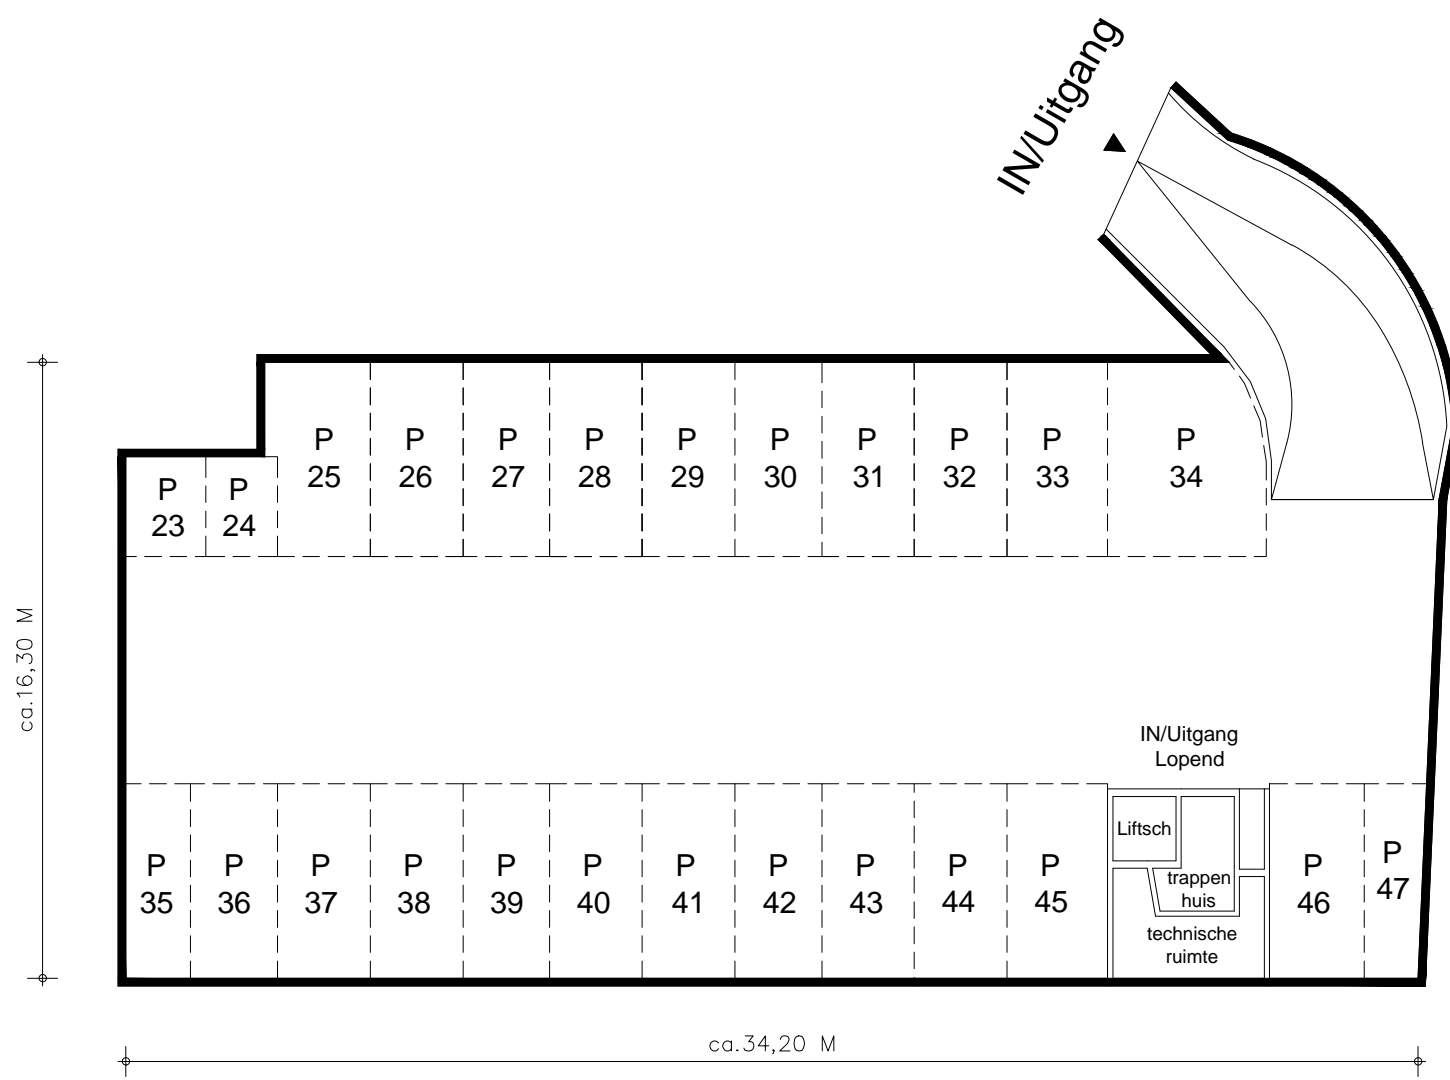 IN/Uitgang
P
25
P
26
P
27
P
28
P
29
P
30
P
31
P
32
P
33
P
34
P
23
P
24
ca.16,30 M
IN/Uitgang
Lopend
P
35
P
36
P
37
P
38
P
39
P
40
P
41
P
42
P
43
P
44
P
45
Liftsch
trappen
huis
technische
ruimte
P
46
P
47
ca.34,20 M